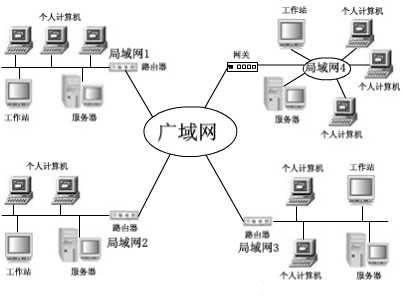 个人计算机
局域网1
路由器
工作站
服务器
工作站
个人计算机
网关
局域网4
个人计算机
服务器
个人计算机
广域网
个人计算机
局域网2
路由器
工作站
服务器
个人计算机
工作站
路由器
局域网3
个人计算机
服务器